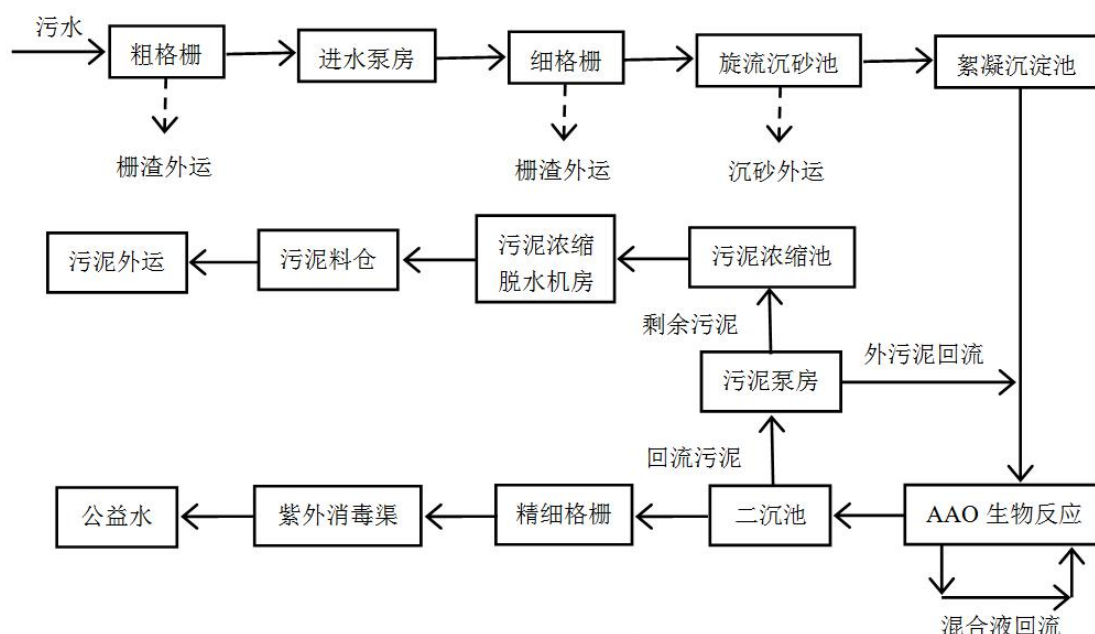 污水
粗格栅
进水泵房
细格栅
旋流沉砂池
絮凝沉淀池
栅渣外运
栅渣外运
沉砂外运
污泥外运
污泥料仓
污泥浓缩
脱水机房
污泥浓缩池
剩余污泥
污泥泵房
外污泥回流
回流污泥
公益水
紫外消毒渠
精细格栅
二沉池
AAO 生物反应
混合液回流